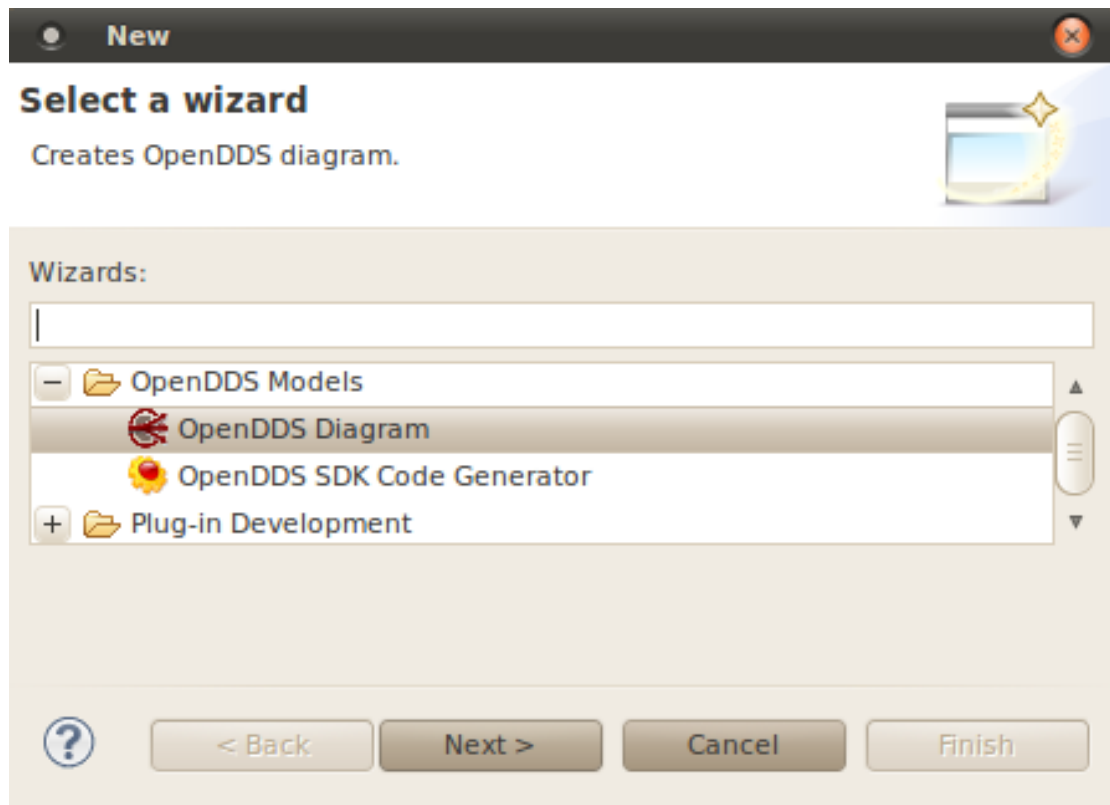 New
Select a wizard
Creates OpenDDS diagram.
Wizards:
OpenDDS Models
OpenDDS Diagram
OpenDDS SDK Code Generator
Plug-in Development
< Back Next > Cancel Finish